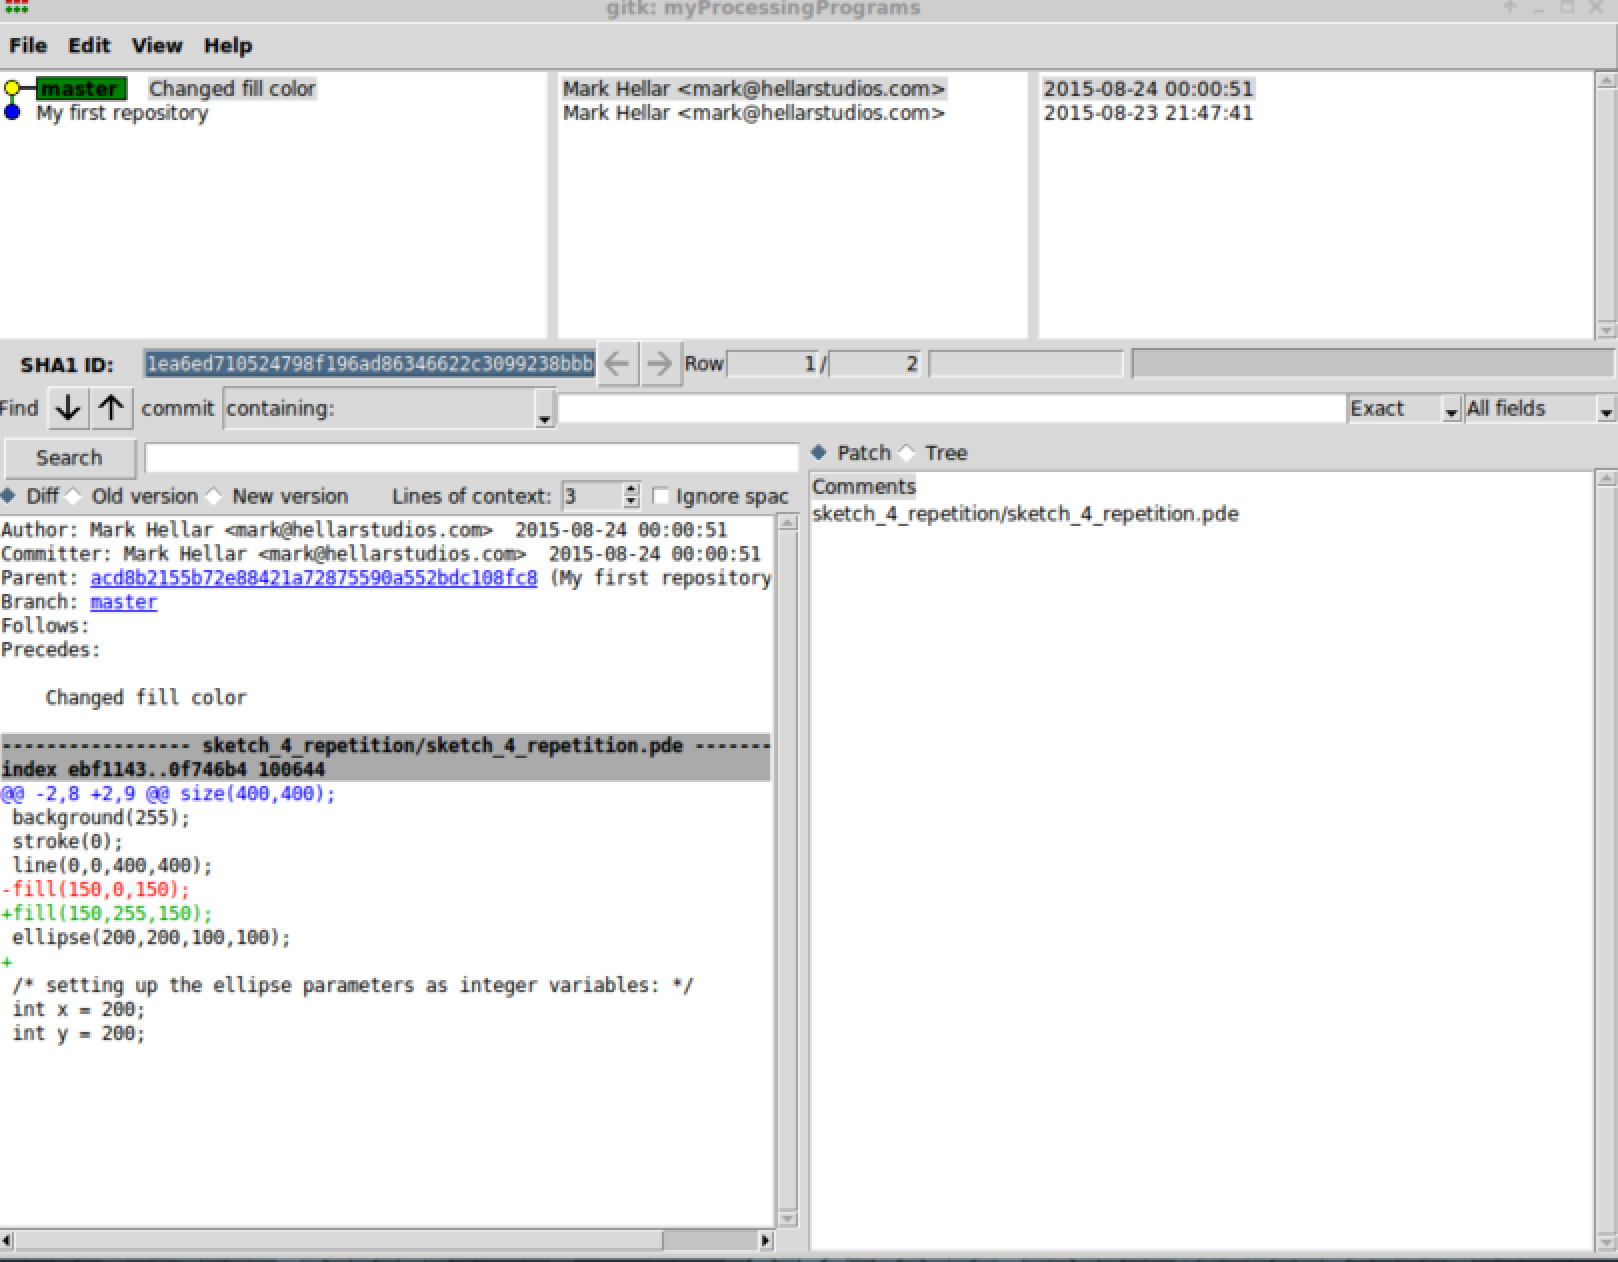 gitk: myProcessingPrograms
File Edit View Help
master Changed fill color Mark Hellar <mark@hellarstudios.com> 2015-08-24 00:00:51
My first repository Mark Hellar <mark@hellarstudios.com> 2015-08-23 21:47:41
SHA1 ID: 1ea6ed710524798f196ad86346622c3099238bbb Row 1 / 2
Find commit containing: Exact All fields
Search
Patch Tree
Diff Old version New version Lines of context: 3 Ignore spac
Comments
sketch_4_repetition/sketch_4_repetition.pde
Author: Mark Hellar <mark@hellarstudios.com>  2015-08-24 00:00:51
Committer: Mark Hellar <mark@hellarstudios.com>  2015-08-24 00:00:51
Parent: acd8b2155b72e88421a72875590a552bdc108fc8 (My first repository
Branch: master
Follows:
Precedes:
Changed fill color
----------------- sketch_4_repetition/sketch_4_repetition.pde -------
index ebf1143..0f746b4 100644
@@ -2,8 +2,9 @@ size(400,400);
background(255);
stroke(0);
line(0,0,400,400);
-fill(150,0,150);
+fill(150,255,150);
ellipse(200,200,100,100);
+
/* setting up the ellipse parameters as integer variables: */
int x = 200;
int y = 200;